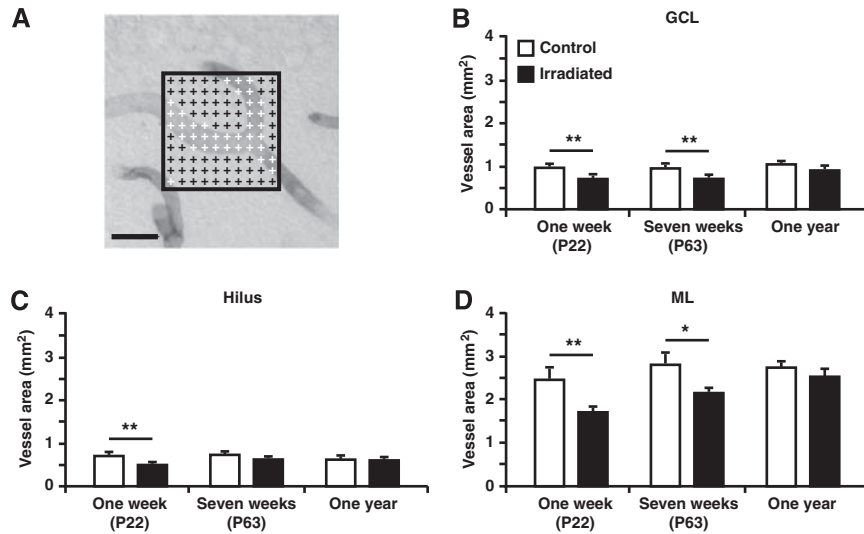 A
B
GCL
Control
Irradiated
Vessel area (mm²)
4
3
2
1
0
**
**
One week
(P22)
Seven weeks
(P63)
One year
C
Hilus
Vessel area (mm²)
4
3
2
1
0
**
One week
(P22)
Seven weeks
(P63)
One year
D
ML
Vessel area (mm²)
4
3
2
1
0
**
*
One week
(P22)
Seven weeks
(P63)
One year